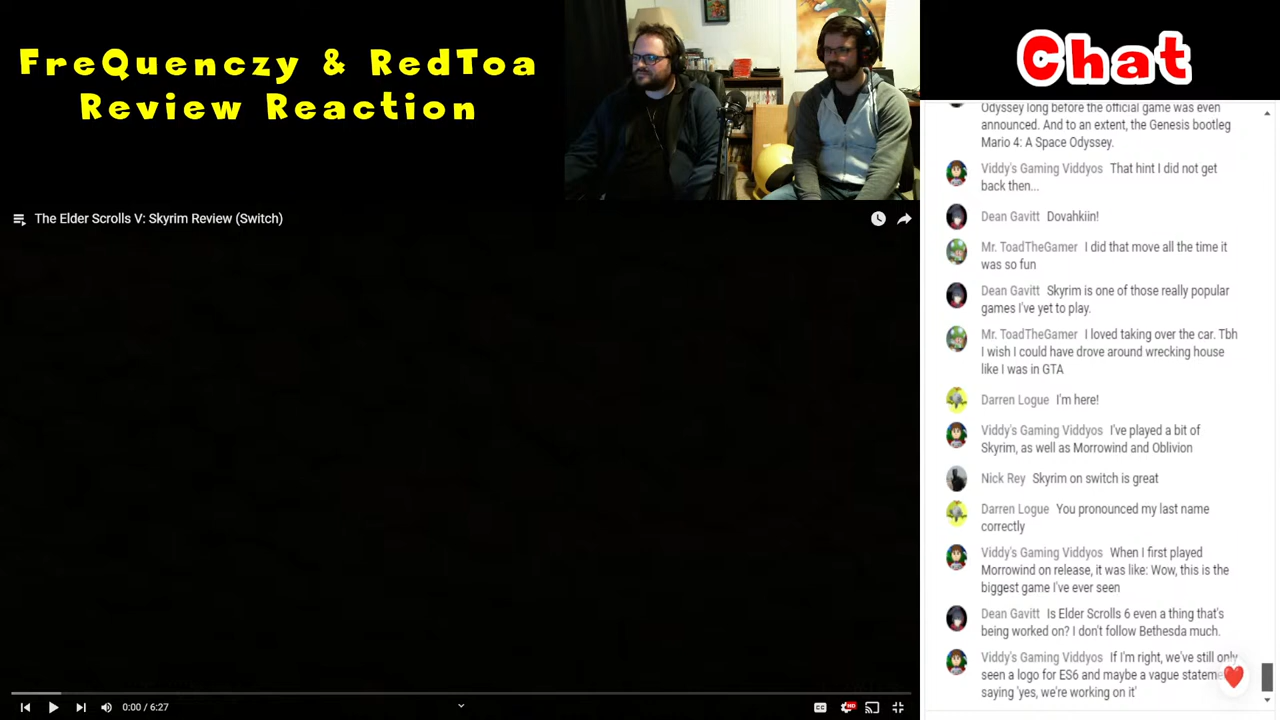 FreQuenczy & RedToa
Review Reaction
Chat
The Elder Scrolls V: Skyrim Review (Switch)
0:00 / 6:27
HD
CC
Odyssey long before the official game was even
announced. And to an extent, the Genesis bootleg
Mario 4: A Space Odyssey.
Viddy's Gaming Viddyos That hint I did not get
back then...
Dean Gavitt Dovahkiin!
Mr. ToadTheGamer I did that move all the time it
was so fun
Dean Gavitt Skyrim is one of those really popular
games I've yet to play.
Mr. ToadTheGamer I loved taking over the car. Tbh
I wish I could have drove around wrecking house
like I was in GTA
Darren Logue I'm here!
Viddy's Gaming Viddyos I've played a bit of
Skyrim, as well as Morrowind and Oblivion
Nick Rey Skyrim on switch is great
Darren Logue You pronounced my last name
correctly
Viddy's Gaming Viddyos When I first played
Morrowind on release, it was like: Wow, this is the
biggest game I've ever seen
Dean Gavitt Is Elder Scrolls 6 even a thing that's
being worked on? I don't follow Bethesda much.
Viddy's Gaming Viddyos If I'm right, we've still only
seen a logo for ES6 and maybe a vague stateme
saying 'yes, we're working on it'